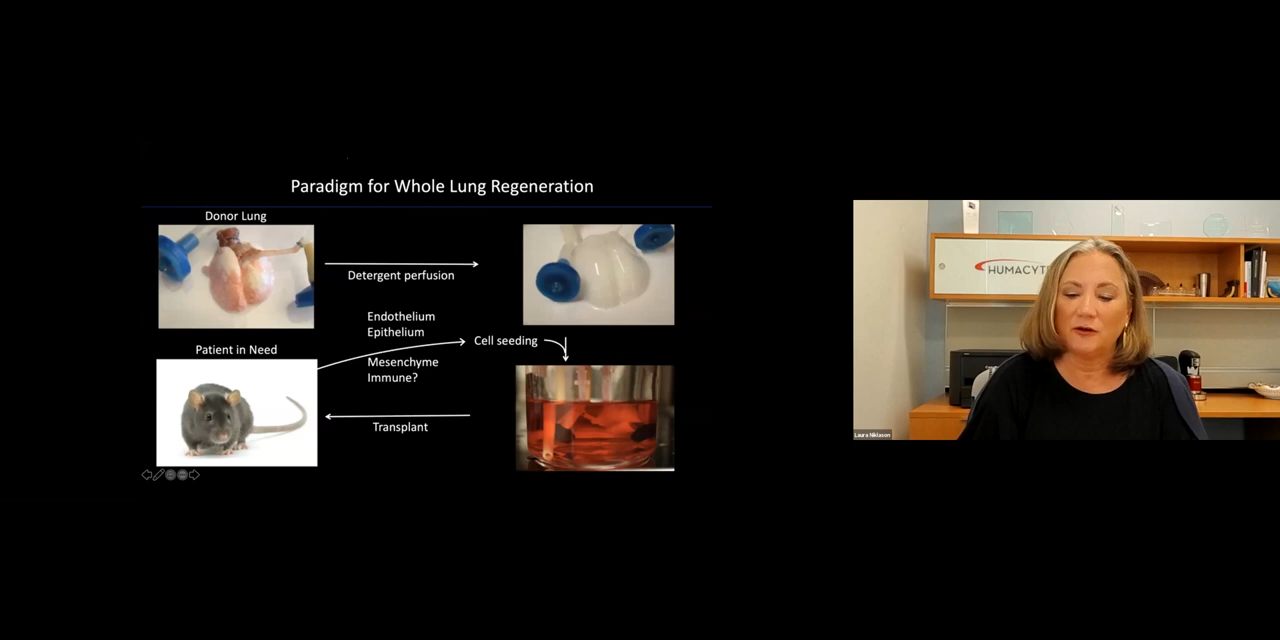 Paradigm for Whole Lung Regeneration
Donor Lung
Detergent perfusion
Endothelium
Epithelium
Cell seeding
Patient in Need
Mesenchyme
Immune?
Transplant
HUMACYT
Laura Niklason